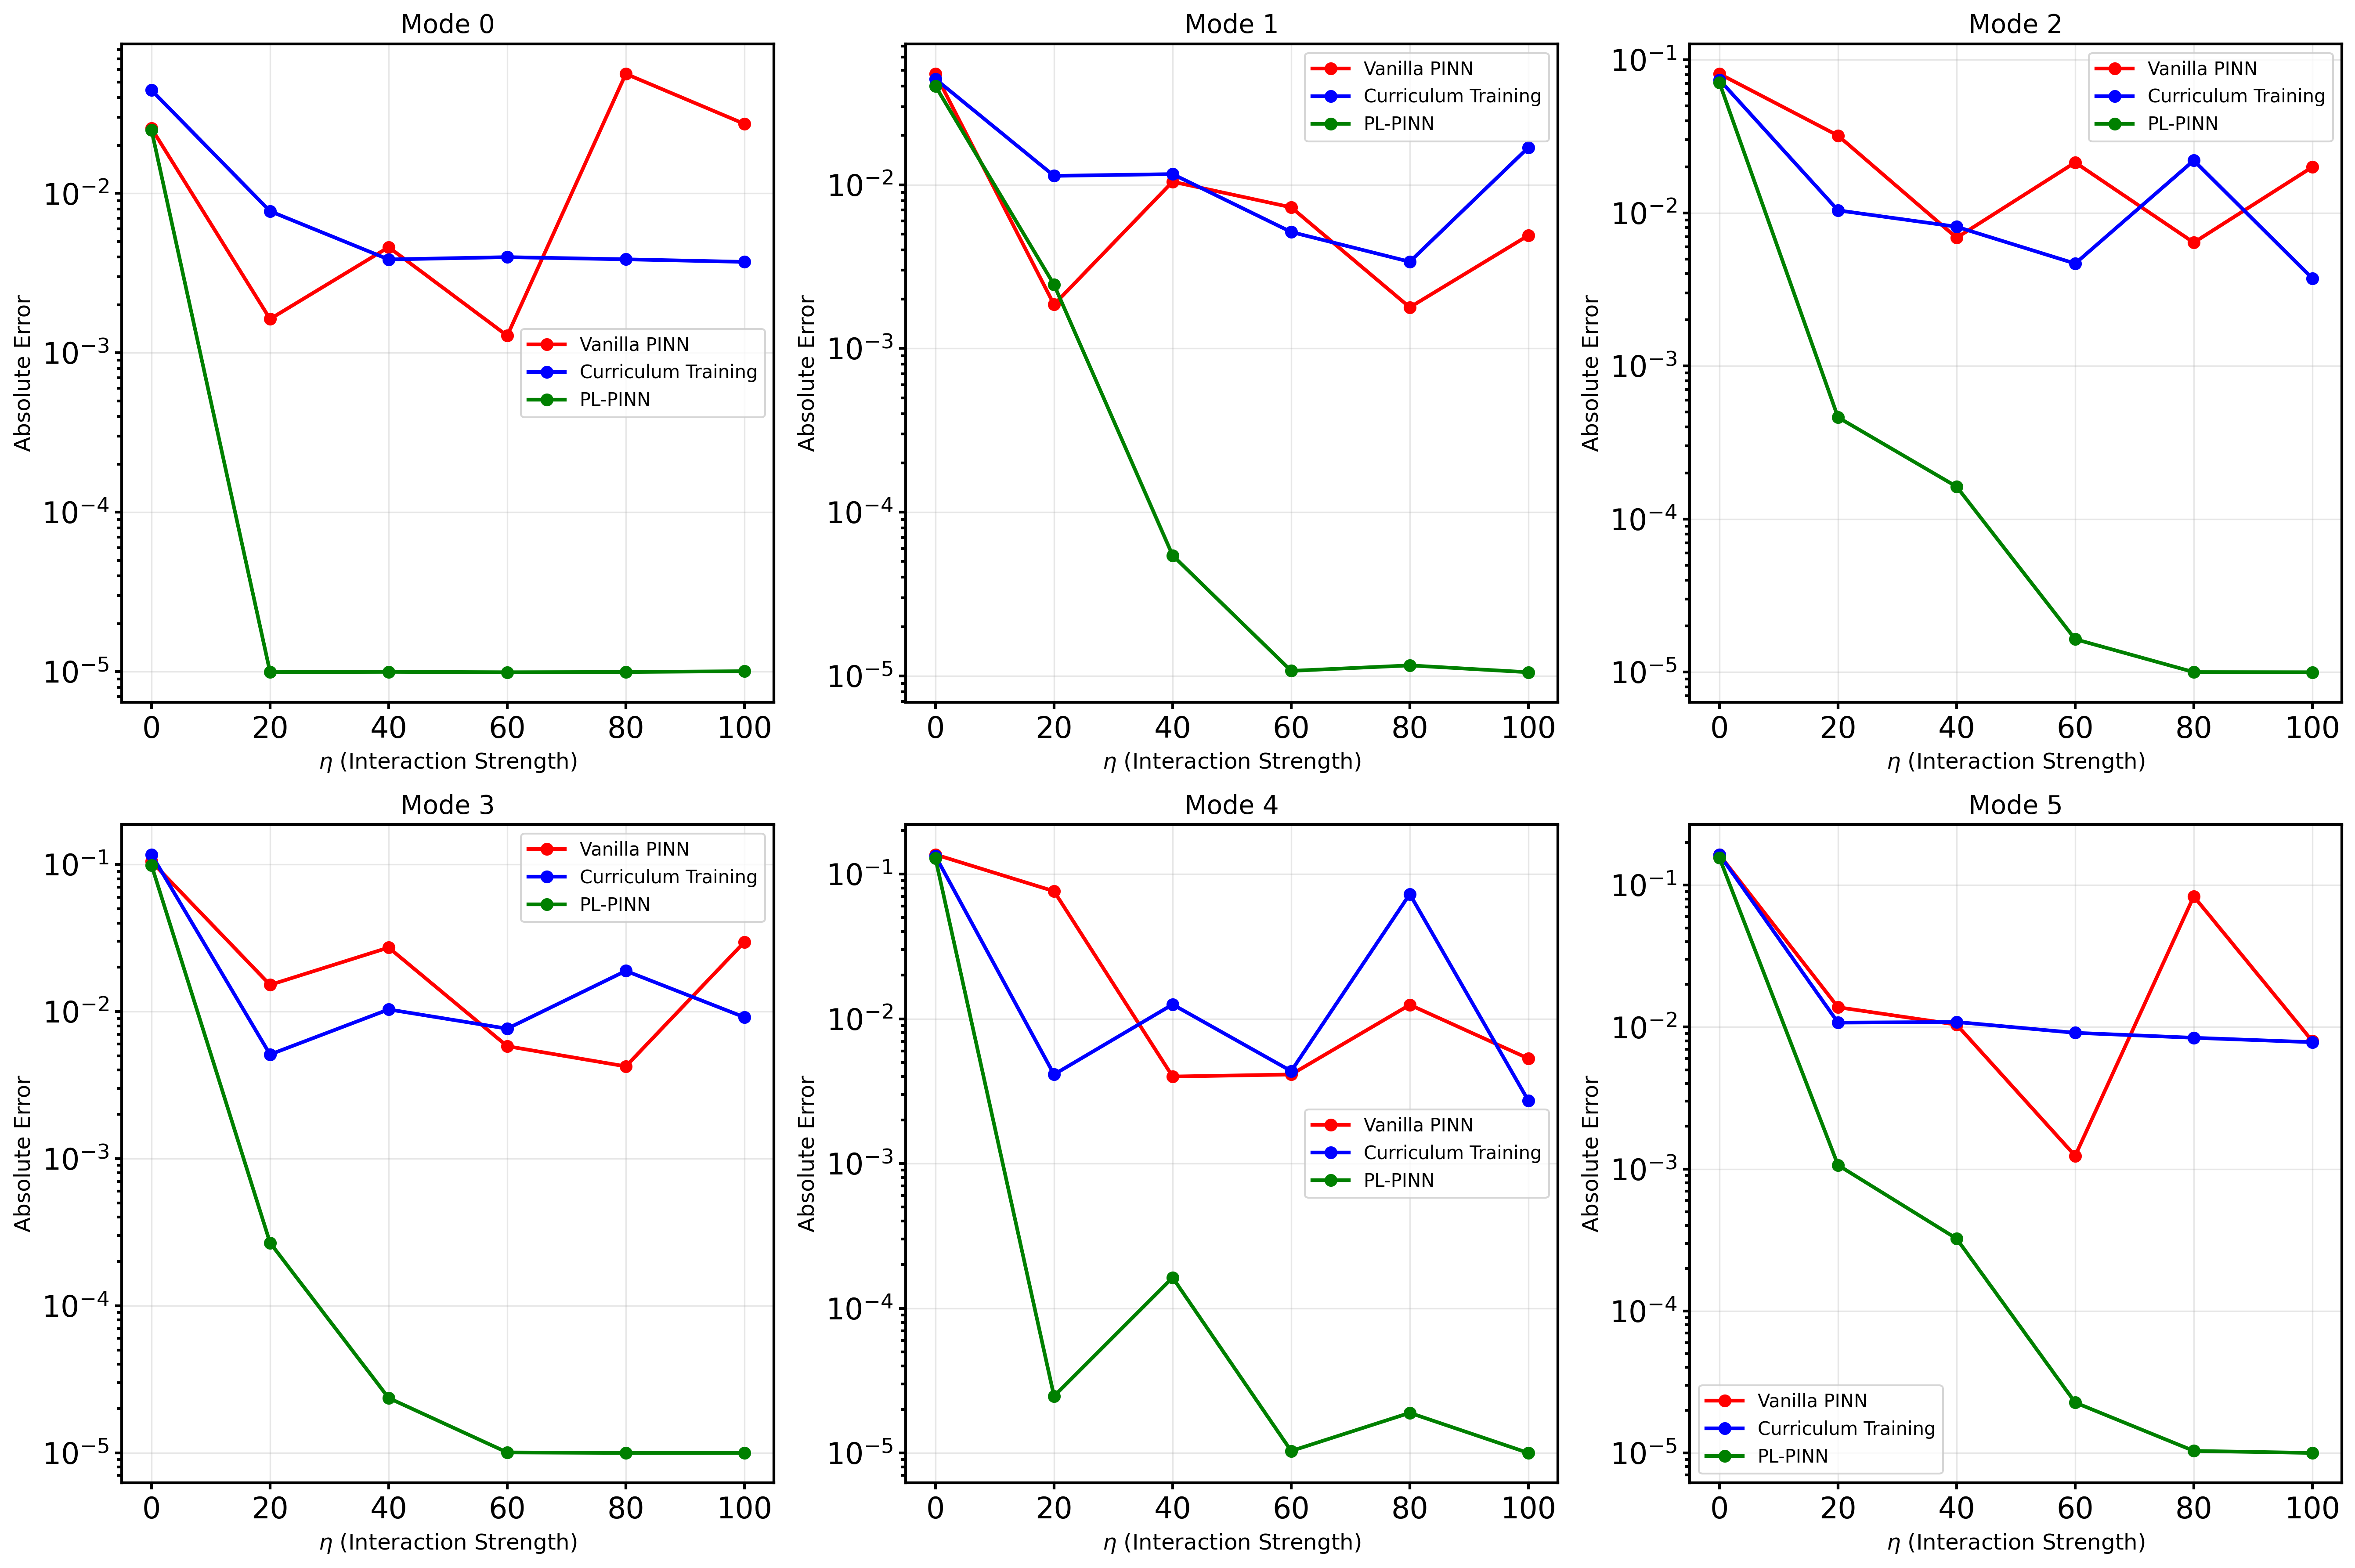 Mode 0
Absolute Error
10⁻²
10⁻³
10⁻⁴
10⁻⁵
Vanilla PINN
Curriculum Training
PL-PINN
0 20 40 60 80 100
η (Interaction Strength)
Mode 1
Absolute Error
10⁻²
10⁻³
10⁻⁴
10⁻⁵
Vanilla PINN
Curriculum Training
PL-PINN
0 20 40 60 80 100
η (Interaction Strength)
Mode 2
Absolute Error
10⁻¹
10⁻²
10⁻³
10⁻⁴
10⁻⁵
Vanilla PINN
Curriculum Training
PL-PINN
0 20 40 60 80 100
η (Interaction Strength)
Mode 3
Absolute Error
10⁻¹
10⁻²
10⁻³
10⁻⁴
10⁻⁵
Vanilla PINN
Curriculum Training
PL-PINN
0 20 40 60 80 100
η (Interaction Strength)
Mode 4
Absolute Error
10⁻¹
10⁻²
10⁻³
10⁻⁴
10⁻⁵
Vanilla PINN
Curriculum Training
PL-PINN
0 20 40 60 80 100
η (Interaction Strength)
Mode 5
Absolute Error
10⁻¹
10⁻²
10⁻³
10⁻⁴
10⁻⁵
Vanilla PINN
Curriculum Training
PL-PINN
0 20 40 60 80 100
η (Interaction Strength)